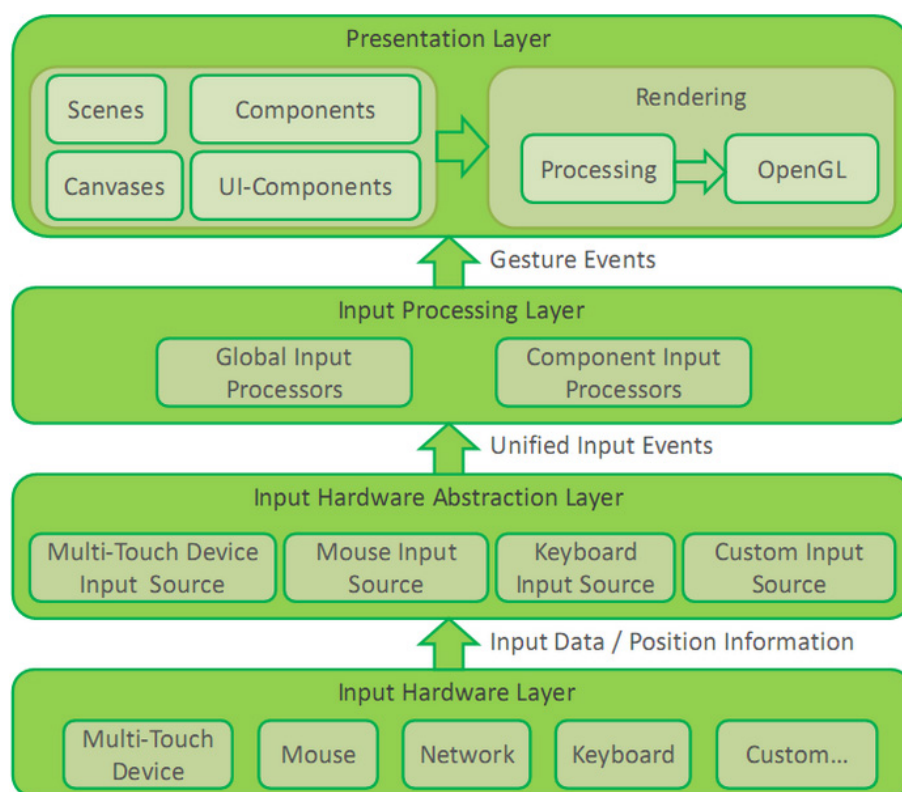 Presentation Layer
Scenes
Components
Canvases
UI-Components
Rendering
Processing
OpenGL
Gesture Events
Input Processing Layer
Global Input
Processors
Component Input
Processors
Unified Input Events
Input Hardware Abstraction Layer
Multi-Touch Device
Input Source
Mouse Input
Source
Keyboard
Input Source
Custom Input
Source
Input Data / Position Information
Input Hardware Layer
Multi-Touch
Device
Mouse
Network
Keyboard
Custom…